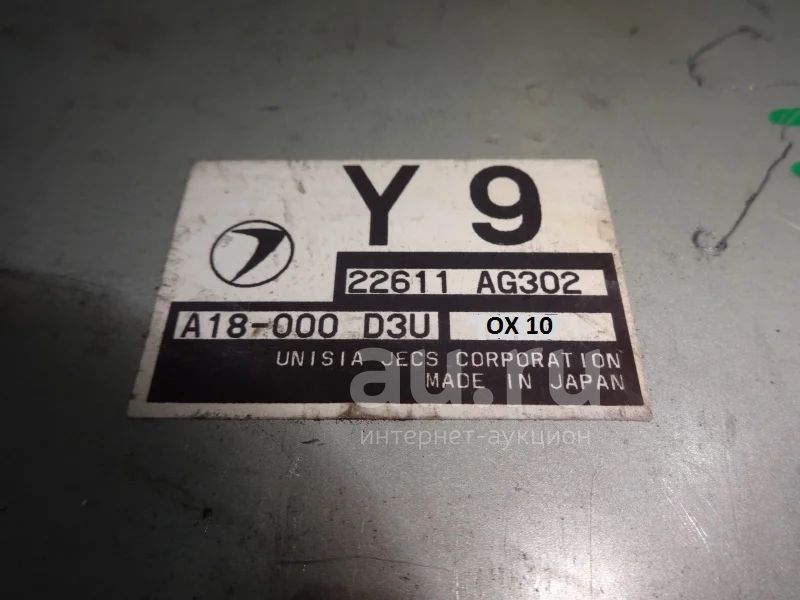 Y 9
22611 AG302
A18-000 D3U OX 10
UNISIA JECS CORPORATION
MADE IN JAPAN
au.ru
интернет-аукцион